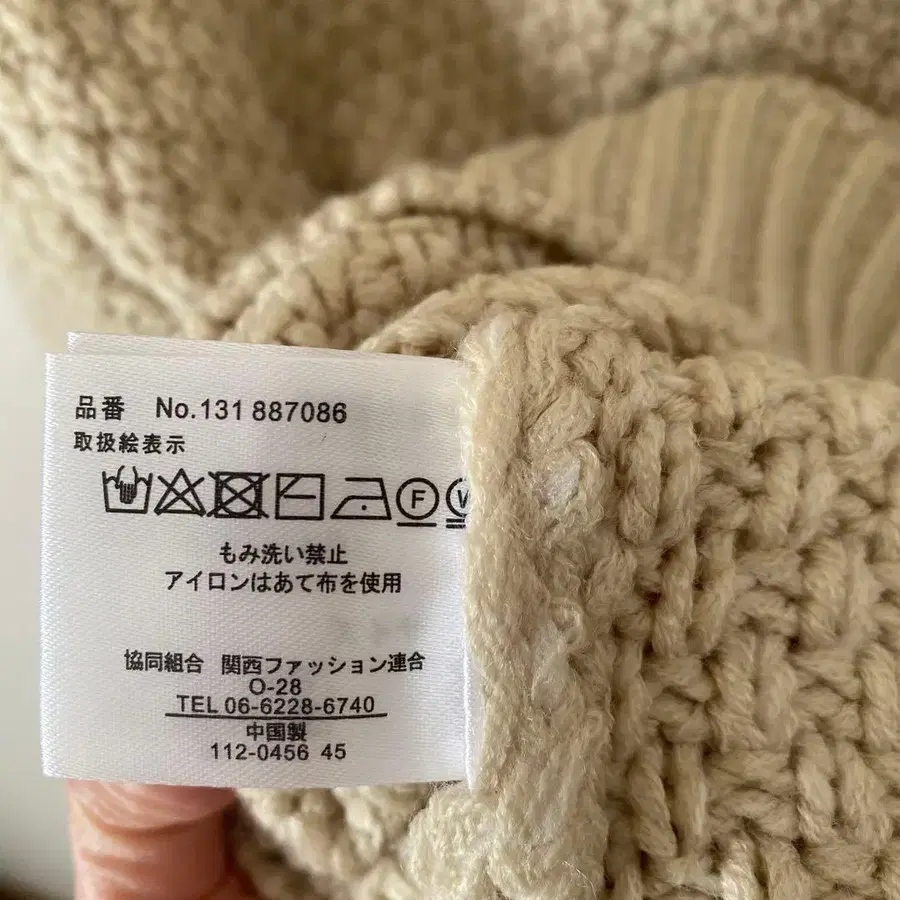 品番 No.131 887086
取扱絵表示
F W
もみ洗い禁止
アイロンはあて布を使用
協同組合 関西ファッション連合
O-28
TEL 06-6228-6740
中国製
112-0456 45